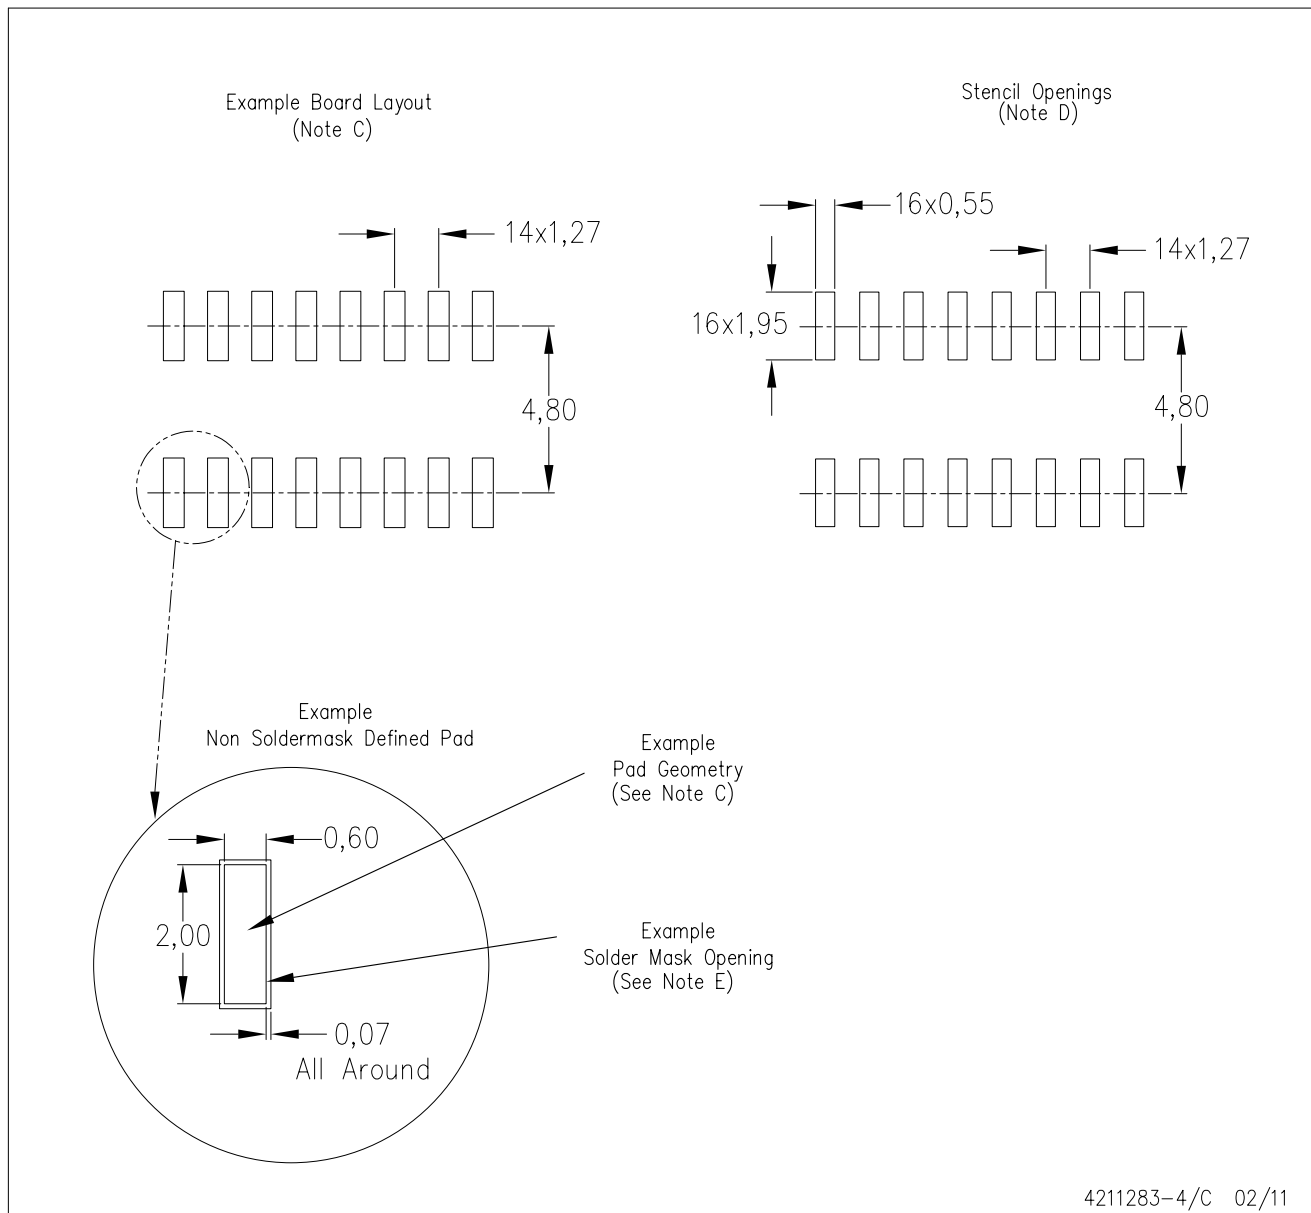 Example Board Layout
(Note C)
Stencil Openings
(Note D)
14x1,27
4,80
16x0,55
14x1,27
16x1,95
4,80
Example
Non Soldermask Defined Pad
Example
Pad Geometry
(See Note C)
0,60
2,00
Example
Solder Mask Opening
(See Note E)
0,07
All Around
4211283-4/C 02/11